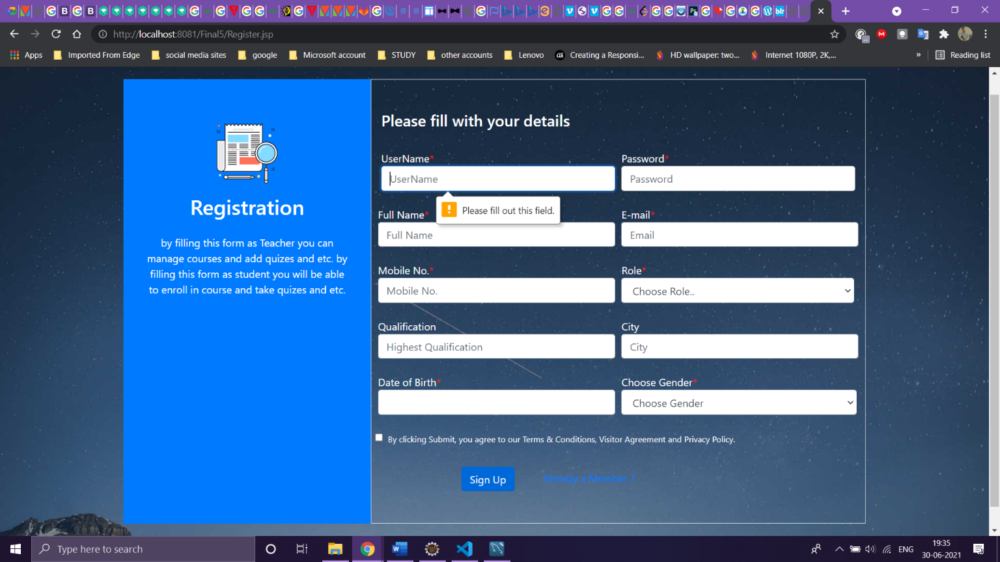 http://localhost:8081/Final5/Register.jsp
Apps Imported From Edge social media sites google Microsoft account STUDY other accounts Lenovo Creating a Responsi... HD wallpaper: two... Internet 1080P, 2K,... » Reading list
Please fill with your details
UserName* Password*
UserName Password
Please fill out this field.
Full Name* E-mail*
Full Name Email
Mobile No.* Role*
Mobile No. Choose Role..
Qualification City
Highest Qualification City
Date of Birth* Choose Gender*
Choose Gender
By clicking Submit, you agree to our Terms & Conditions, Visitor Agreement and Privacy Policy.
Sign Up Already a Member ?
Registration
by filling this form as Teacher you can
manage courses and add quizes and etc. by
filling this form as student you will be able
to enroll in course and take quizes and etc.
Type here to search
ENG
19:35
30-06-2021